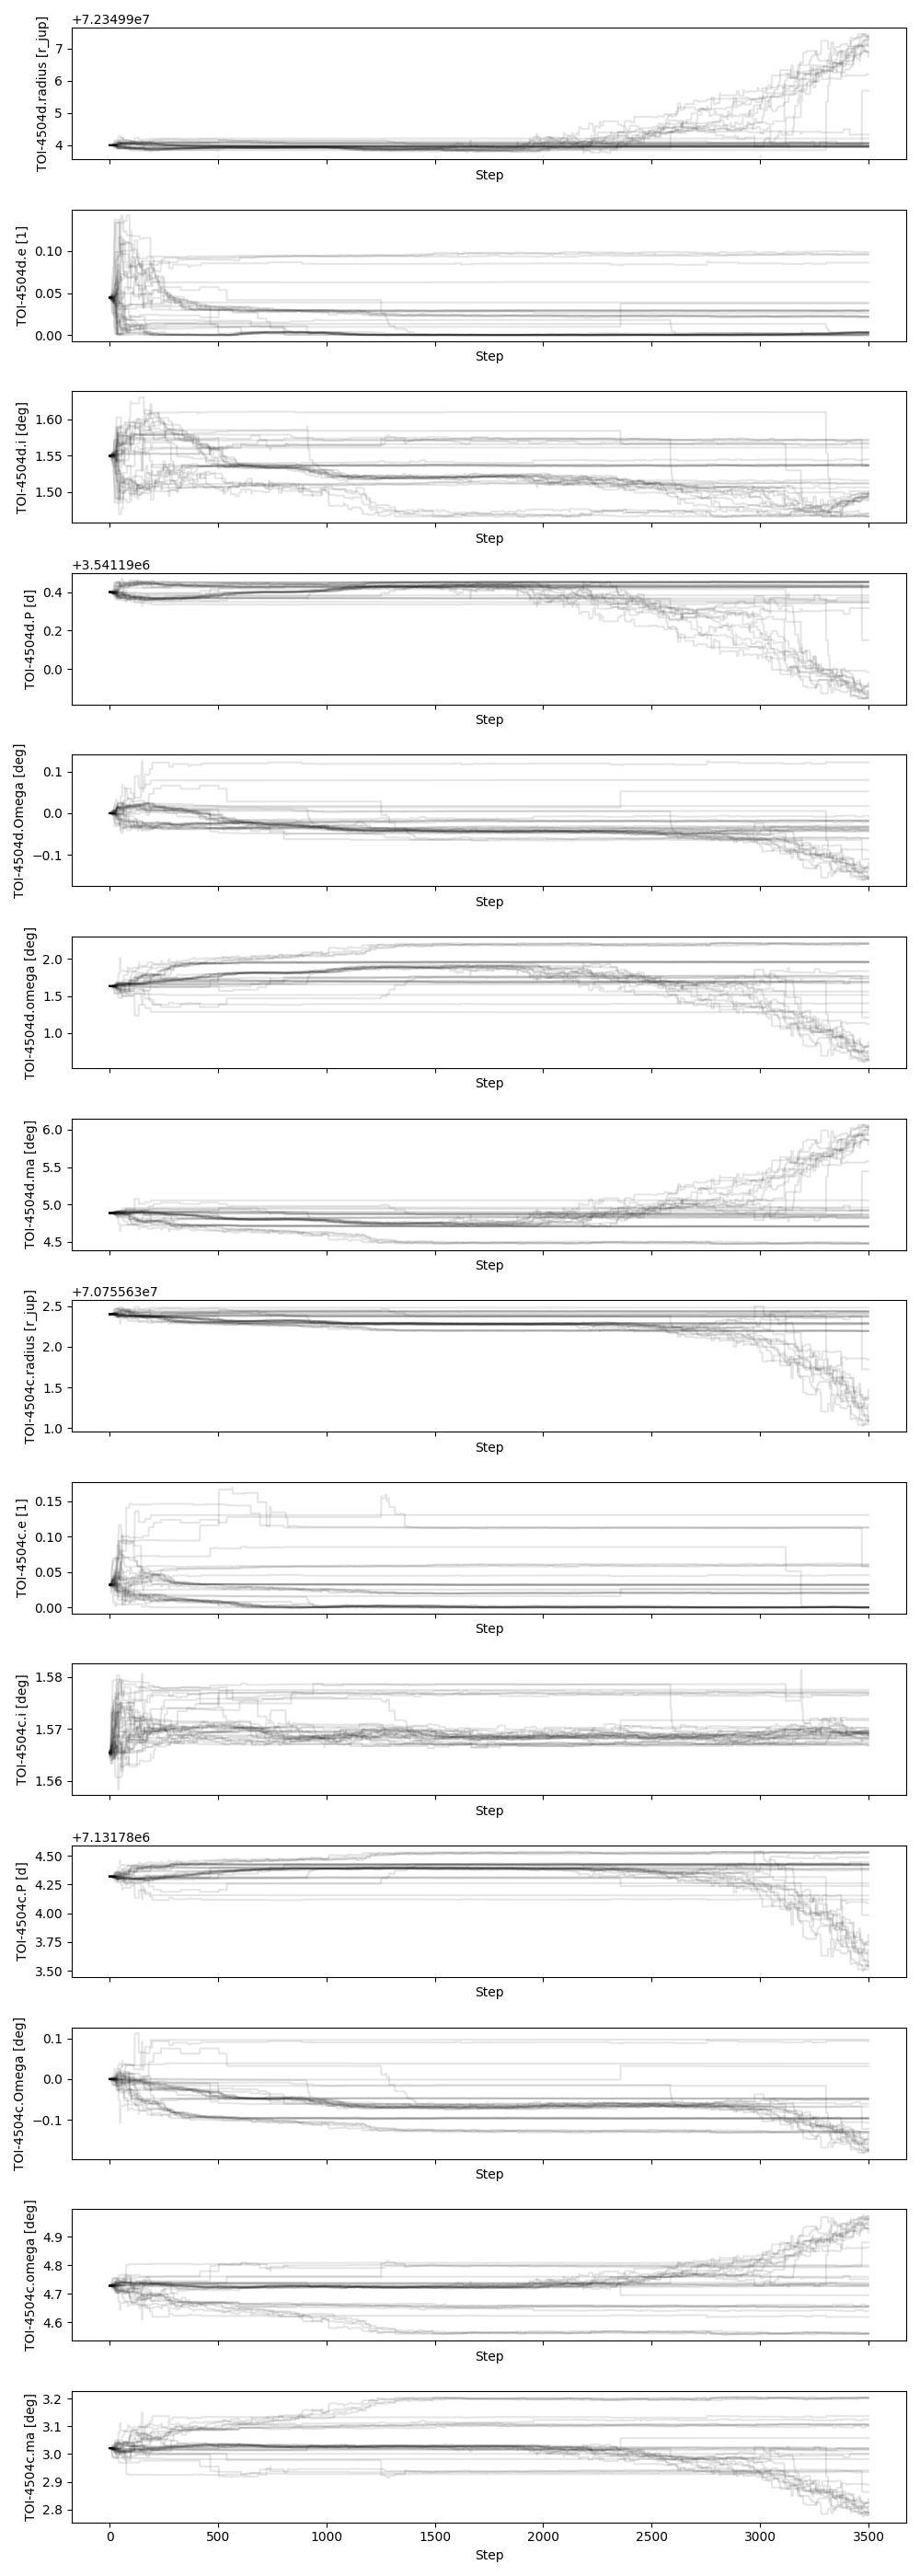 +7.23499e7
TOI-4504d.radius [r_jup]
7
6
5
4
Step
TOI-4504d.e [1]
0.10
0.05
0.00
Step
TOI-4504d.i [deg]
1.60
1.55
1.50
Step
+3.54119e6
TOI-4504d.P [d]
0.4
0.2
0.0
Step
TOI-4504d.Omega [deg]
0.1
0.0
−0.1
Step
TOI-4504d.omega [deg]
2.0
1.5
1.0
Step
TOI-4504d.ma [deg]
6.0
5.5
5.0
4.5
Step
+7.075563e7
TOI-4504c.radius [r_jup]
2.5
2.0
1.5
1.0
Step
TOI-4504c.e [1]
0.15
0.10
0.05
0.00
Step
TOI-4504c.i [deg]
1.58
1.57
1.56
Step
+7.13178e6
TOI-4504c.P [d]
4.50
4.25
4.00
3.75
3.50
Step
TOI-4504c.Omega [deg]
0.1
0.0
−0.1
Step
TOI-4504c.omega [deg]
4.9
4.8
4.7
4.6
Step
TOI-4504c.ma [deg]
3.2
3.1
3.0
2.9
2.8
0 500 1000 1500 2000 2500 3000 3500
Step